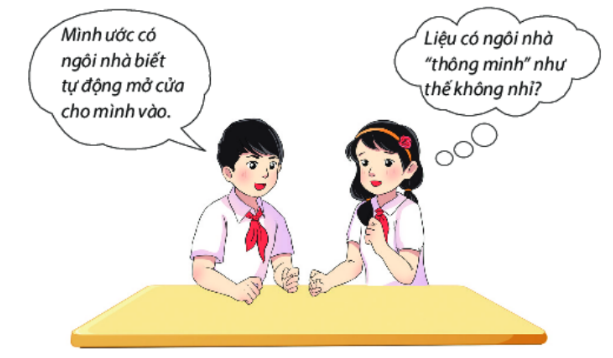 Mình ước có
ngôi nhà biết
tự động mở cửa
cho mình vào.
Liệu có ngôi nhà
“thông minh” như
thế không nhỉ?